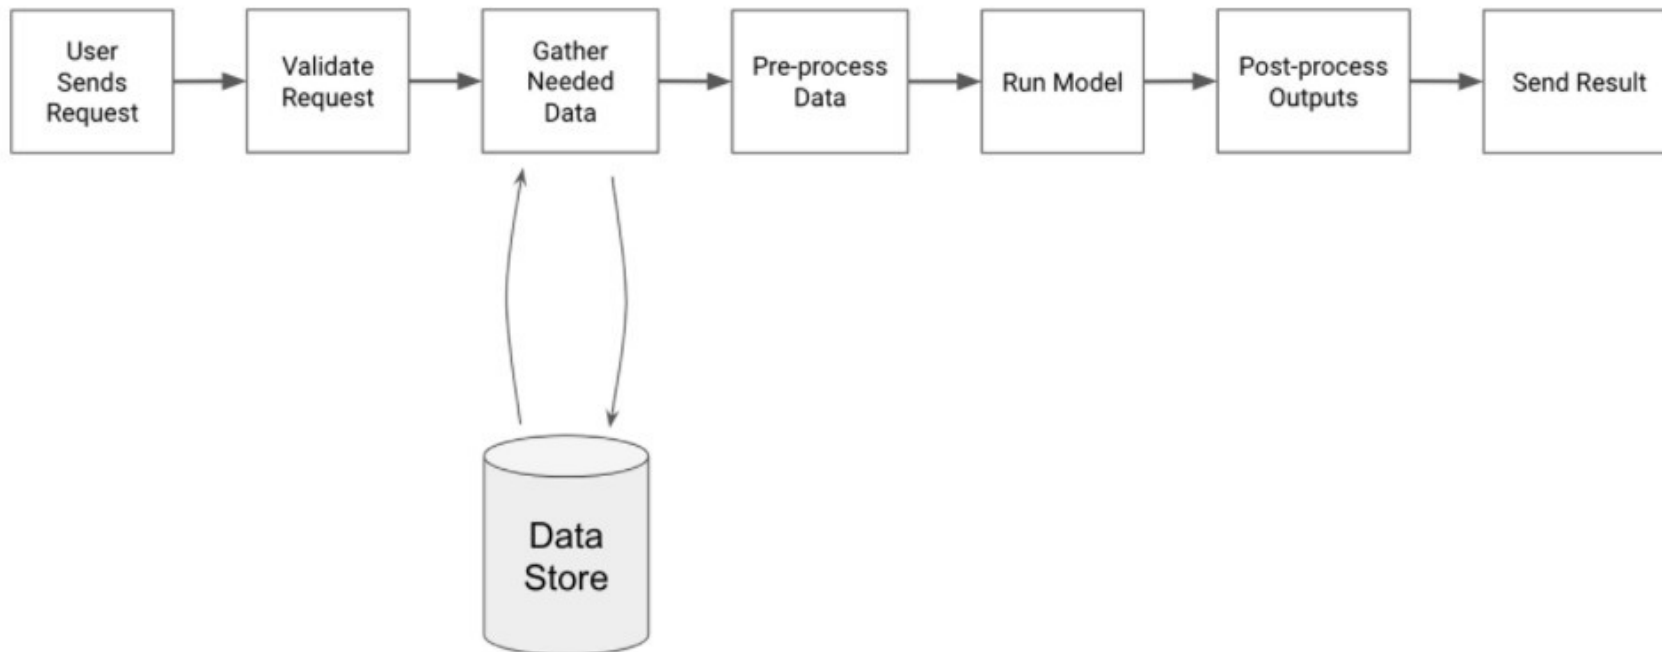 User
Sends
Request
Validate
Request
Gather
Needed
Data
Pre-process
Data
Run Model
Post-process
Outputs
Send Result
Data
Store